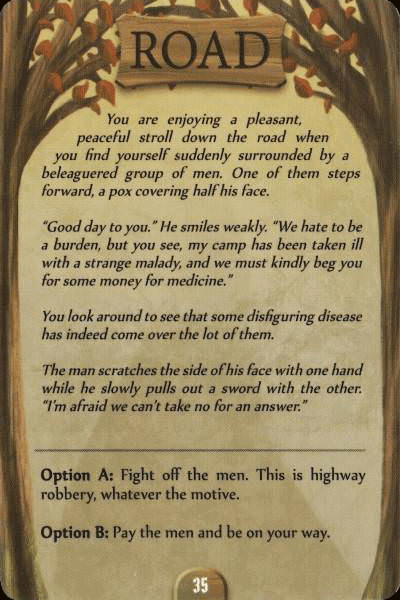 ROAD
You are enjoying a pleasant,
peaceful stroll down the road when
you find yourself suddenly surrounded by a
beleaguered group of men. One of them steps
forward, a pox covering half his face.
“Good day to you.” He smiles weakly. “We hate to be
a burden, but you see, my camp has been taken ill
with a strange malady, and we must kindly beg you
for some money for medicine.”
You look around to see that some disfiguring disease
has indeed come over the lot of them.
The man scratches the side of his face with one hand
while he slowly pulls out a sword with the other.
“I'm afraid we can't take no for an answer.”
Option A: Fight off the men. This is highway
robbery, whatever the motive.
Option B: Pay the men and be on your way.
35